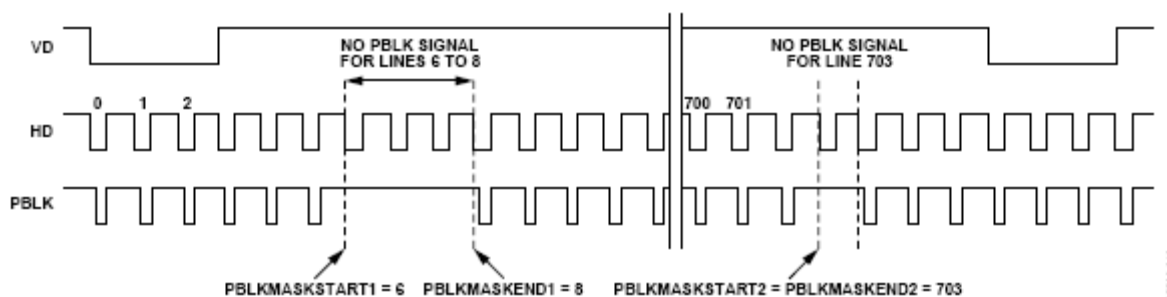 VD
NO PBLK SIGNAL
FOR LINES 6 TO 8
NO PBLK SIGNAL
FOR LINE 703
0 1 2 700 701
HD
PBLK
PBLKMASKSTART1 = 6 PBLKMASKEND1 = 8 PBLKMASKSTART2 = PBLKMASKEND2 = 703